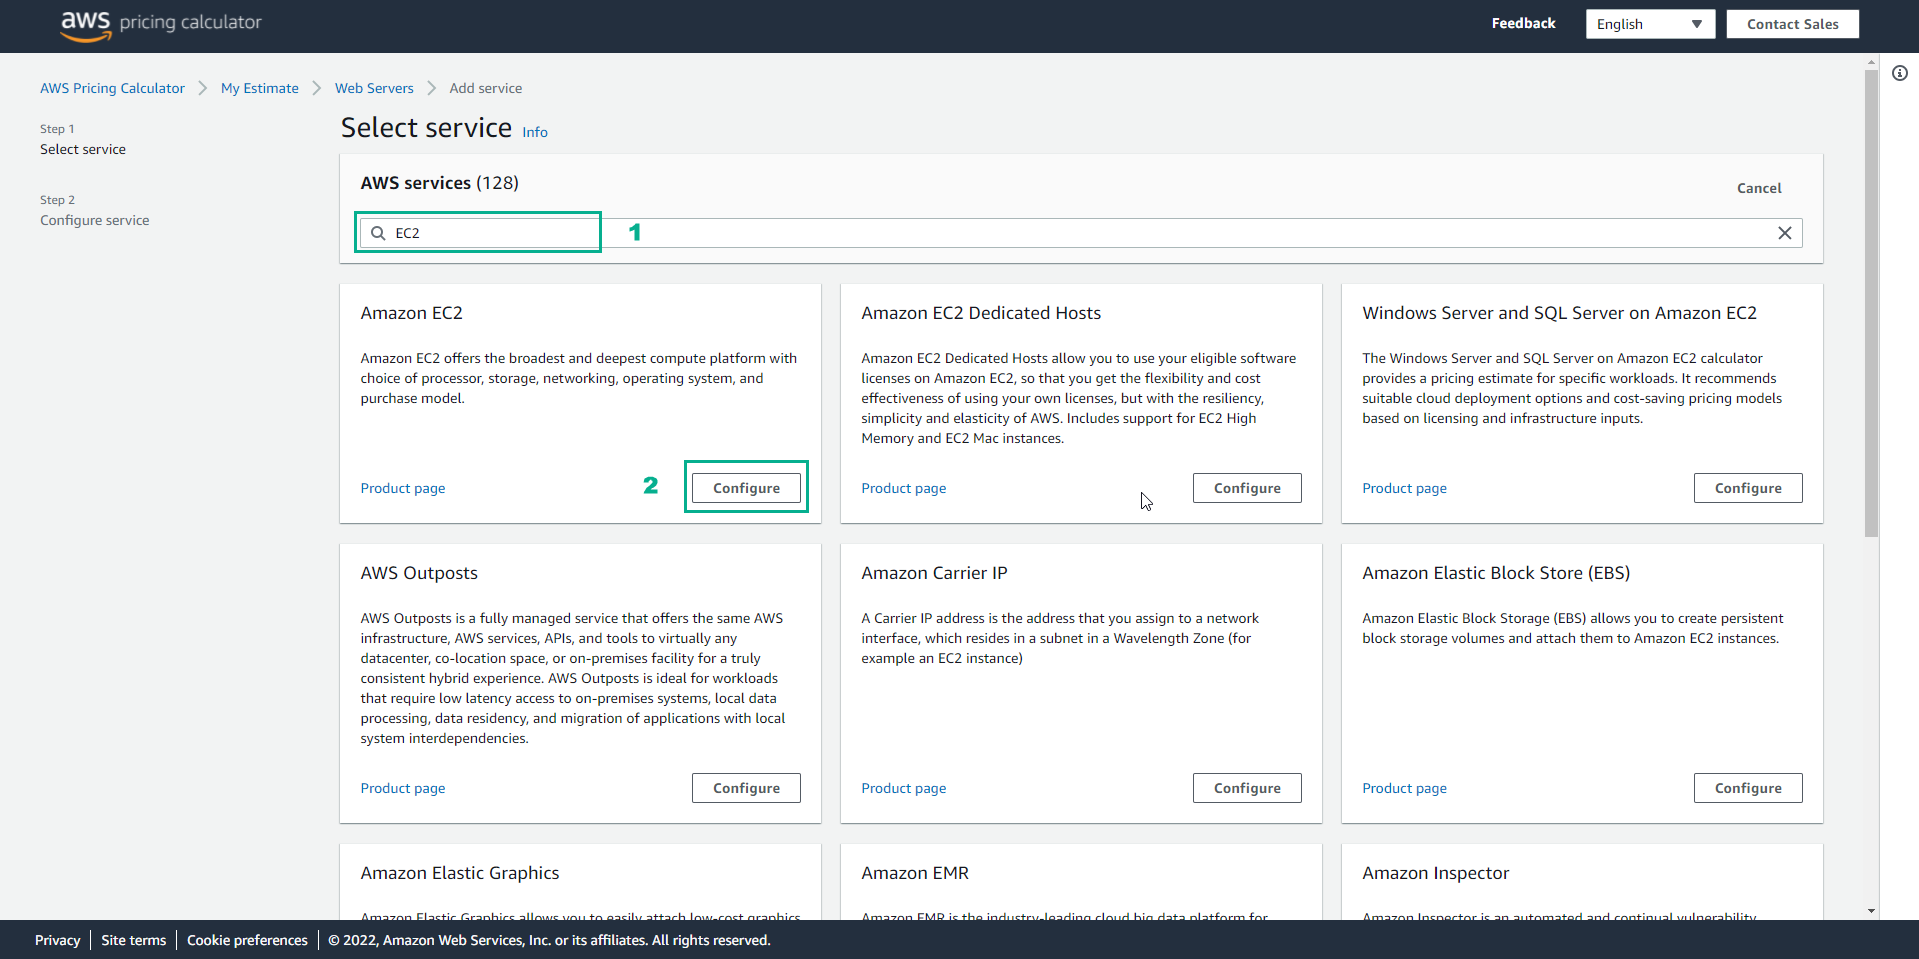 aws pricing calculator
Feedback
English
Contact Sales
AWS Pricing Calculator
My Estimate
Web Servers
Add service
Step 1
Select service
Step 2
Configure service
Select service Info
AWS services (128)
Cancel
EC2
1
Amazon EC2
Amazon EC2 offers the broadest and deepest compute platform with
choice of processor, storage, networking, operating system, and
purchase model.
Product page
2
Configure
Amazon EC2 Dedicated Hosts
Amazon EC2 Dedicated Hosts allow you to use your eligible software
licenses on Amazon EC2, so that you get the flexibility and cost
effectiveness of using your own licenses, but with the resiliency,
simplicity and elasticity of AWS. Includes support for EC2 High
Memory and EC2 Mac instances.
Product page
Configure
Windows Server and SQL Server on Amazon EC2
The Windows Server and SQL Server on Amazon EC2 calculator
provides a pricing estimate for specific workloads. It recommends
suitable cloud deployment options and cost-saving pricing models
based on licensing and infrastructure inputs.
Product page
Configure
AWS Outposts
AWS Outposts is a fully managed service that offers the same AWS
infrastructure, AWS services, APIs, and tools to virtually any
datacenter, co-location space, or on-premises facility for a truly
consistent hybrid experience. AWS Outposts is ideal for workloads
that require low latency access to on-premises systems, local data
processing, data residency, and migration of applications with local
system interdependencies.
Product page
Configure
Amazon Carrier IP
A Carrier IP address is the address that you assign to a network
interface, which resides in a subnet in a Wavelength Zone (for
example an EC2 instance)
Product page
Configure
Amazon Elastic Block Store (EBS)
Amazon Elastic Block Storage (EBS) allows you to create persistent
block storage volumes and attach them to Amazon EC2 instances.
Product page
Configure
Amazon Elastic Graphics
Amazon Elastic Graphics allows you to easily attach low-cost graphics
Amazon EMR
Amazon EMR is the industry-leading cloud big data platform for
Amazon Inspector
Amazon Inspector is an automated and continual vulnerability
Privacy
Site terms
Cookie preferences
© 2022, Amazon Web Services, Inc. or its affiliates. All rights reserved.